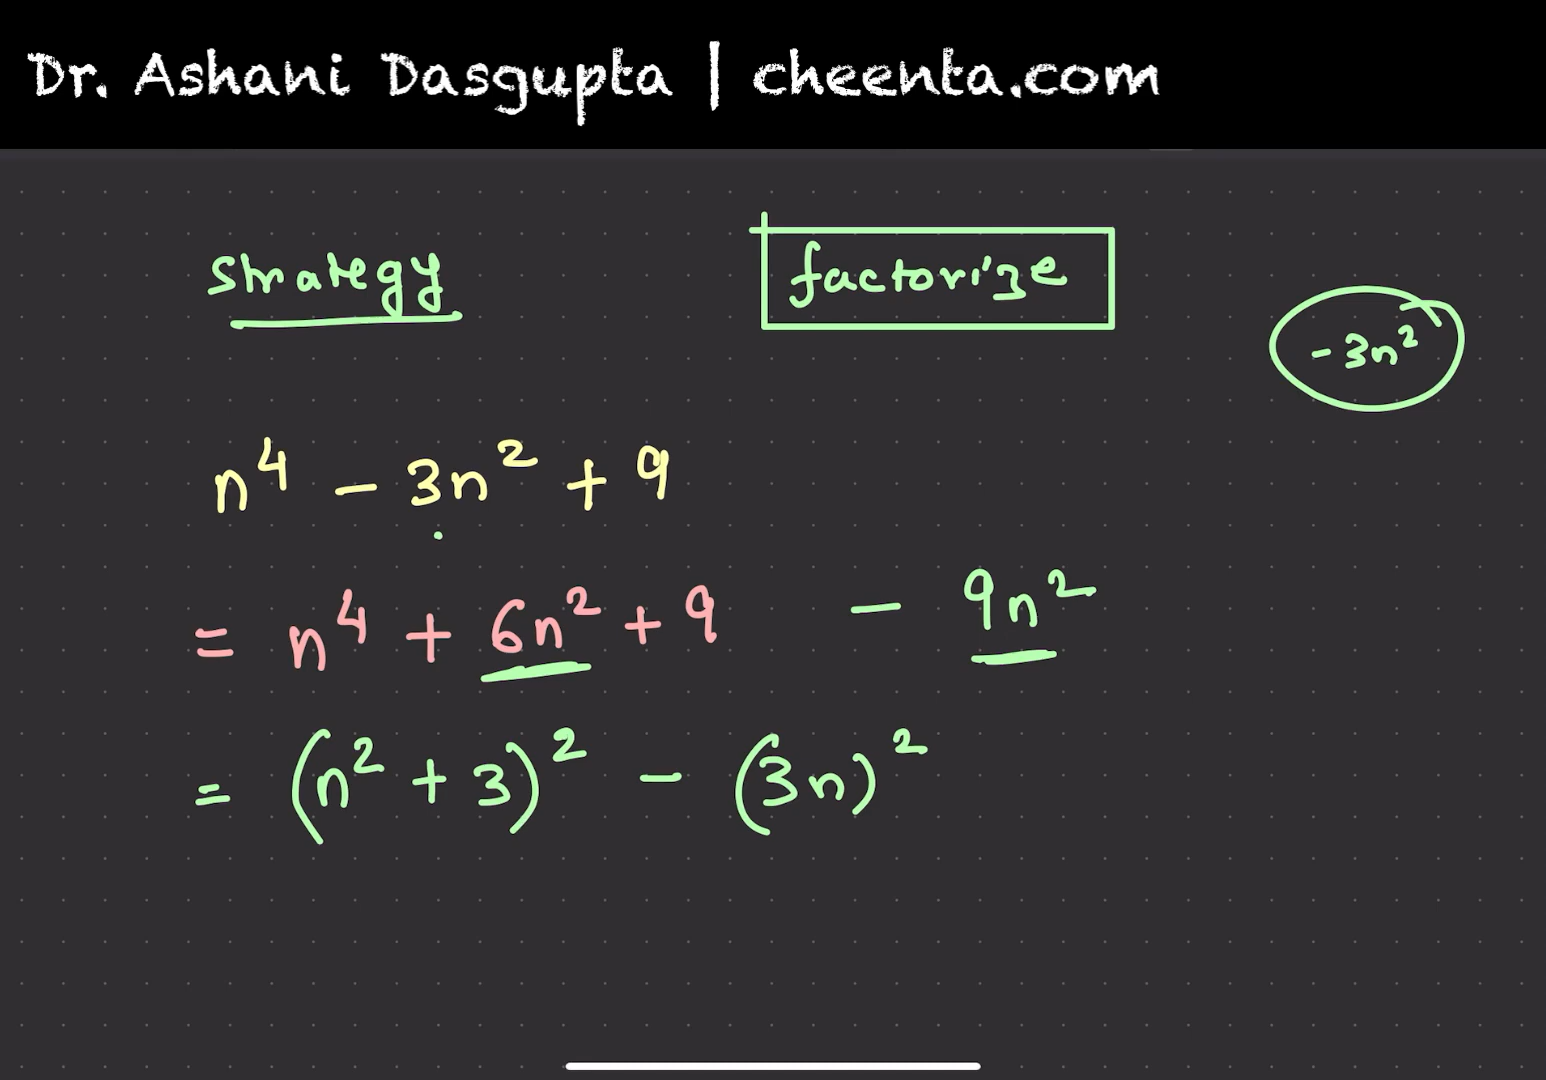 Dr. Ashani Dasgupta | cheenta.com
Strategy factorize
-3n²
n⁴ - 3n² + 9
= n⁴ + 6n² + 9 - 9n²
= (n² + 3)² - (3n)²